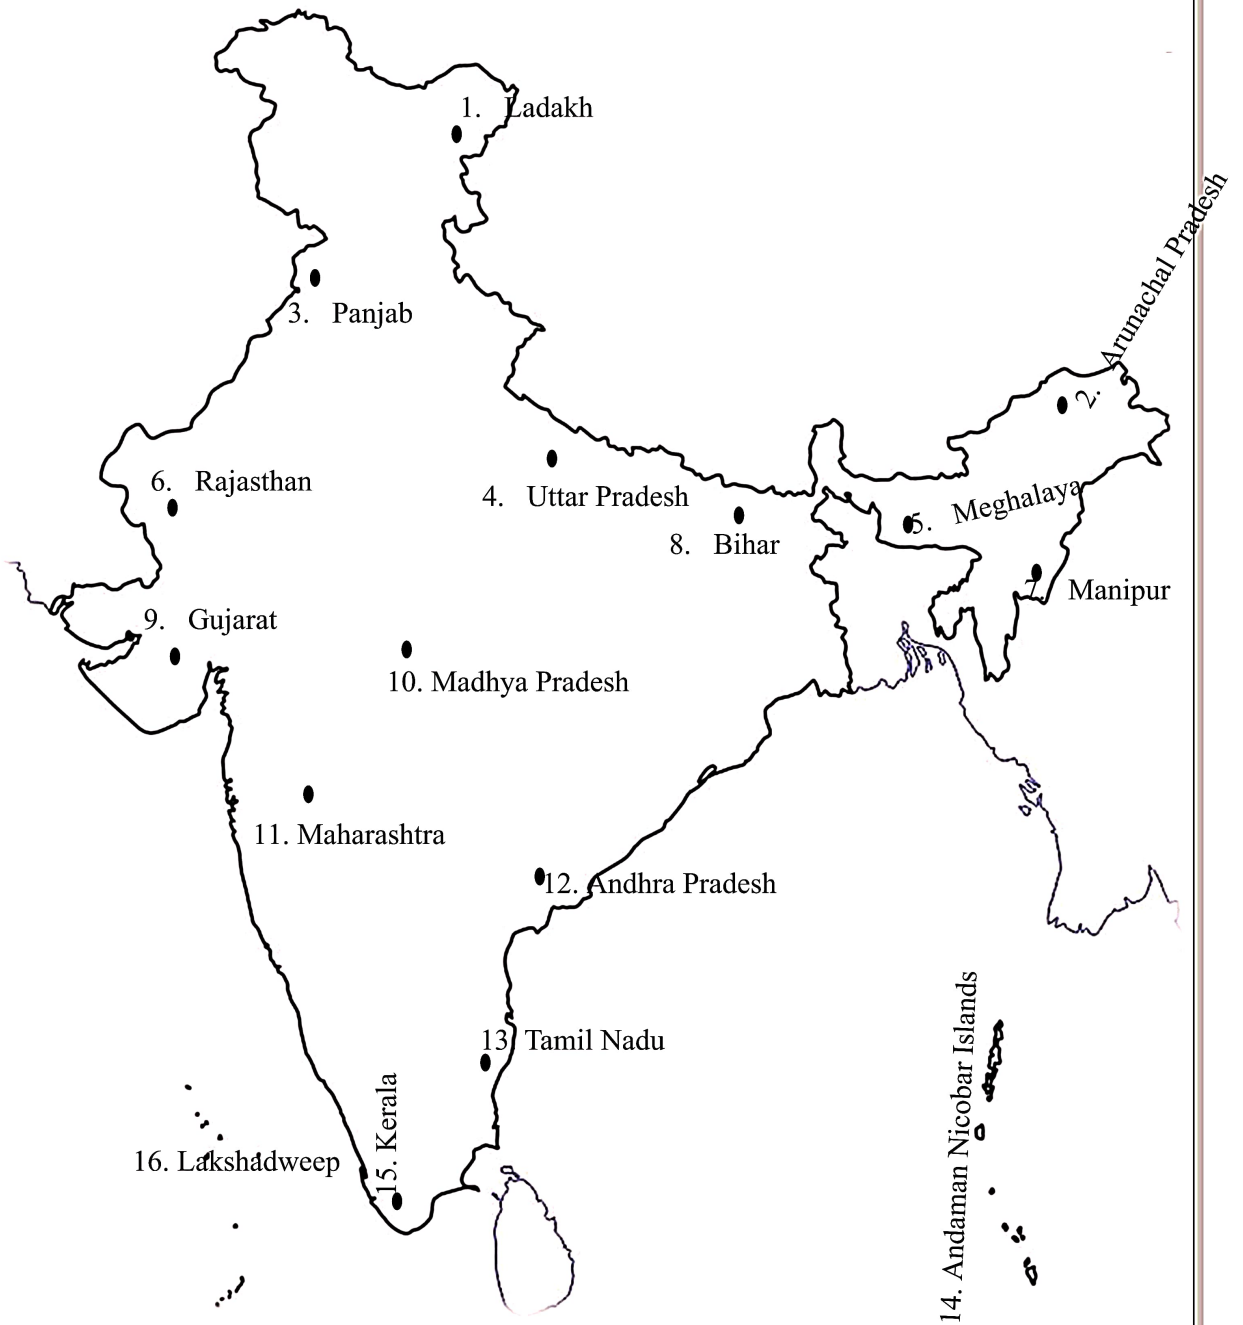 1. Ladakh
2. Arunachal Pradesh
3. Panjab
4. Uttar Pradesh
5. Meghalaya
6. Rajasthan
7. Manipur
8. Bihar
9. Gujarat
10. Madhya Pradesh
11. Maharashtra
12. Andhra Pradesh
13 Tamil Nadu
14. Andaman Nicobar Islands
15. Kerala
16. Lakshadweep